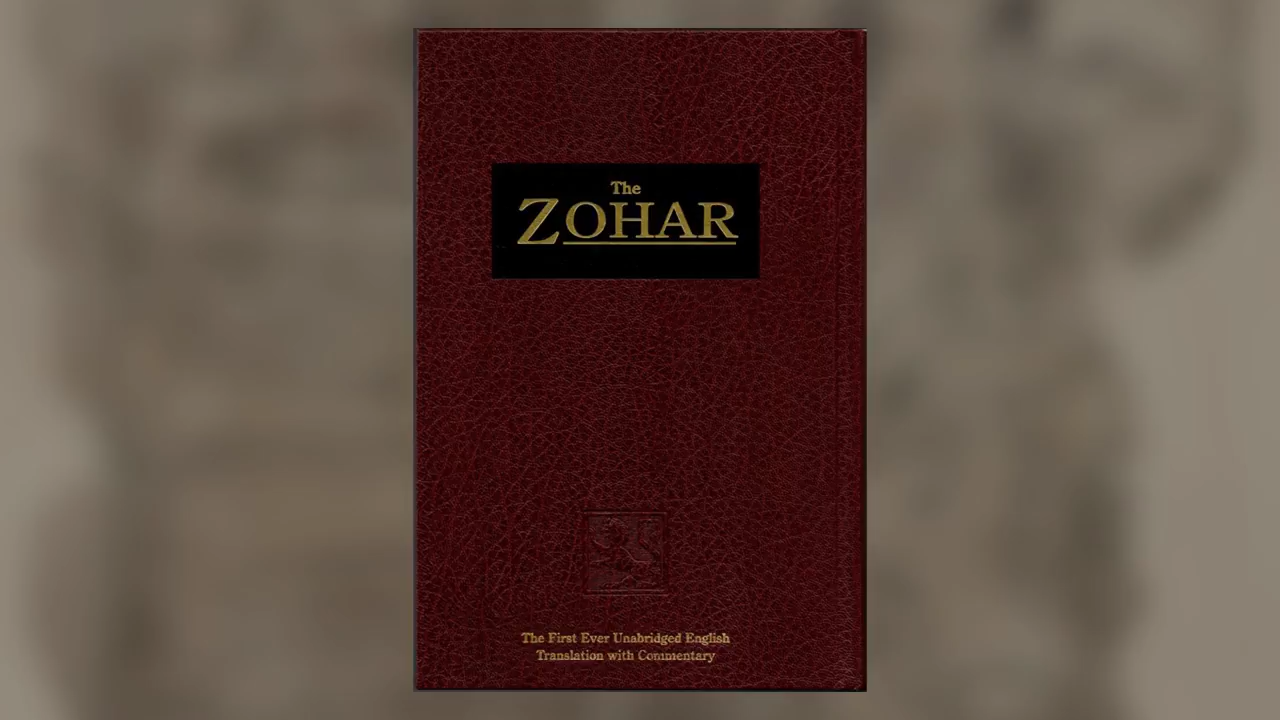 The
ZOHAR
The First Ever Unabridged English
Translation with Commentary